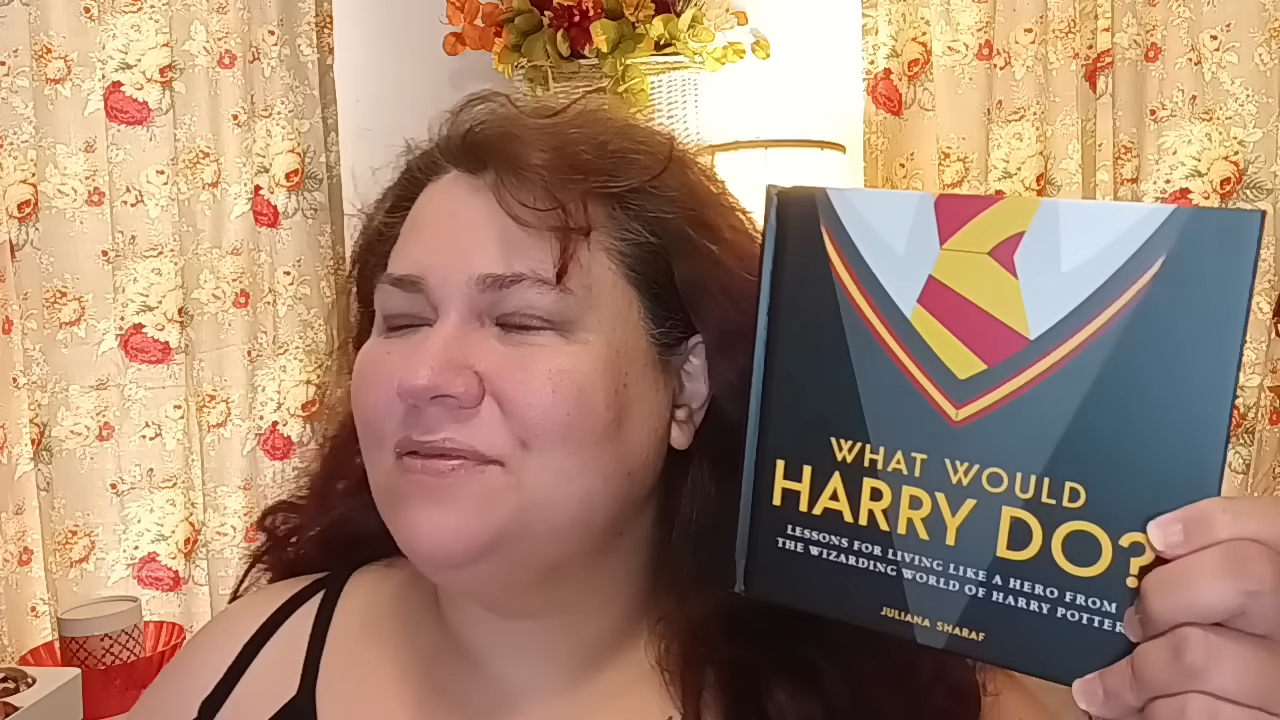 WHAT WOULD
HARRY DO?
LESSONS FOR LIVING LIKE A HERO FROM
THE WIZARDING WORLD OF HARRY POTTER
JULIANA SHARAF